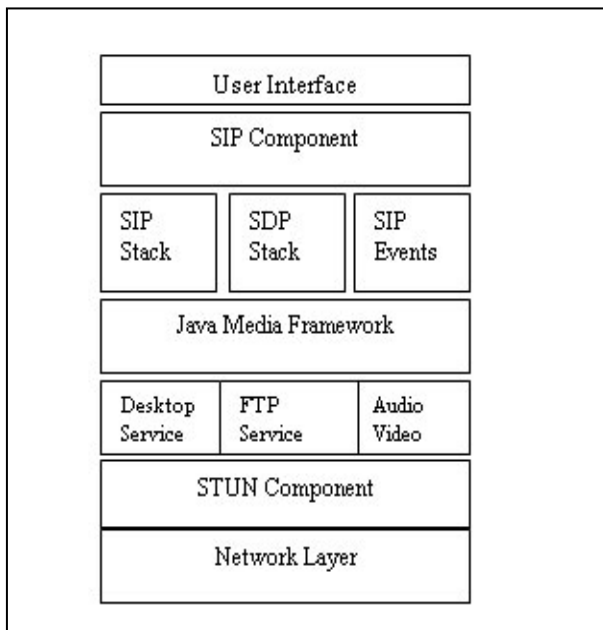 User Interface
SIP Component
SIP
Stack
SDP
Stack
SIP
Events
Java Media Framework
Desktop
Service
FTP
Service
Audio
Video
STUN Component
Network Layer